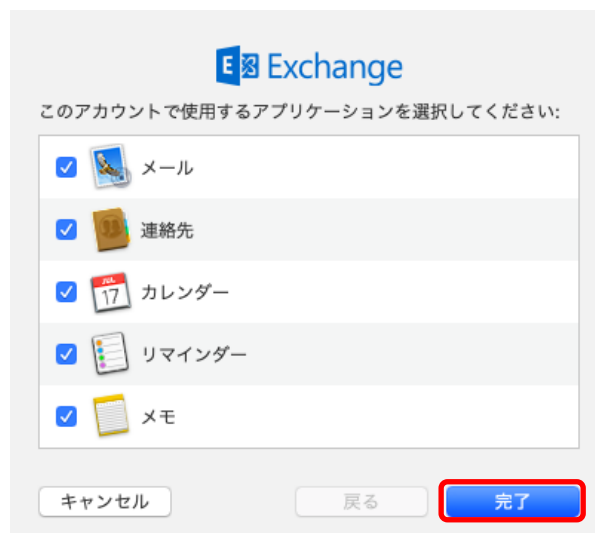 Exchange
このアカウントで使用するアプリケーションを選択してください:
メール
連絡先
JUL
17
カレンダー
リマインダー
メモ
キャンセル
戻る
完了